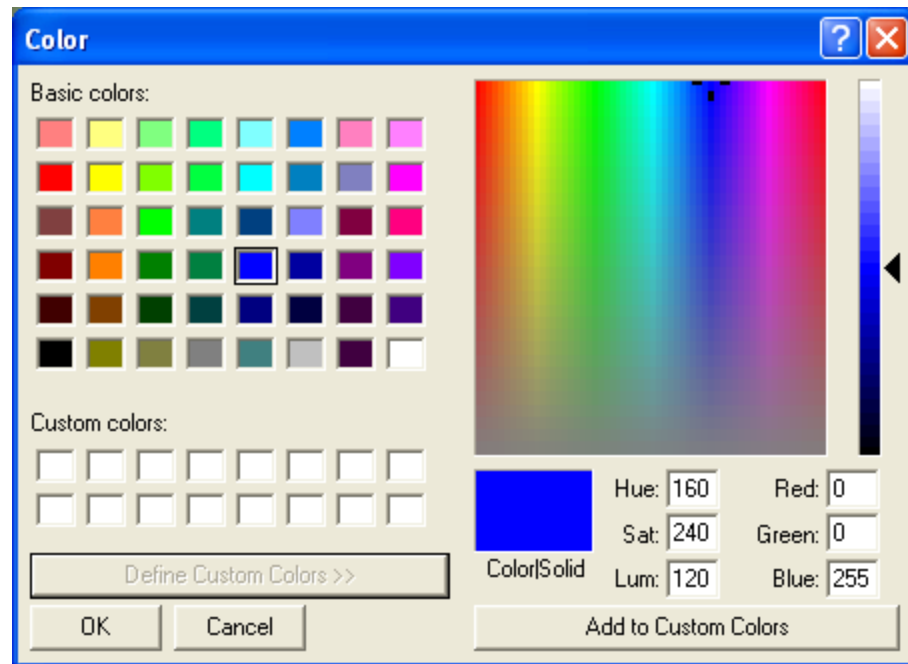 Color
Basic colors:
Custom colors:
Define Custom Colors >>
OK Cancel
Color|Solid
Hue: 160 Red: 0
Sat: 240 Green: 0
Lum: 120 Blue: 255
Add to Custom Colors